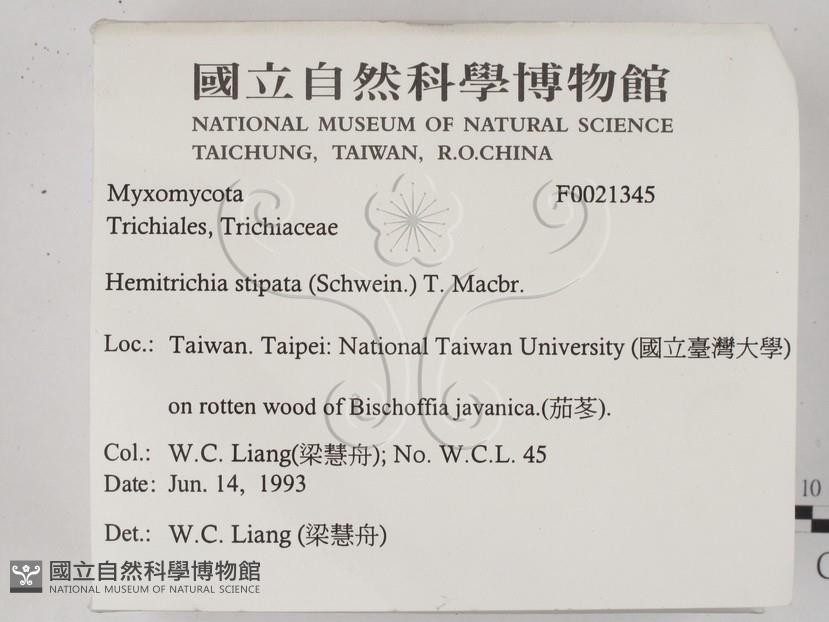 國立自然科學博物館
NATIONAL MUSEUM OF NATURAL SCIENCE
TAICHUNG, TAIWAN, R.O.CHINA
Myxomycota F0021345
Trichiales, Trichiaceae
Hemitrichia stipata (Schwein.) T. Macbr.
Loc.: Taiwan. Taipei: National Taiwan University (國立臺灣大學)
on rotten wood of Bischoffia javanica.(茄苳).
Col.: W.C. Liang(梁慧舟); No. W.C.L. 45
Date: Jun. 14, 1993
Det.: W.C. Liang (梁慧舟)
10
國立自然科學博物館
NATIONAL MUSEUM OF NATURAL SCIENCE